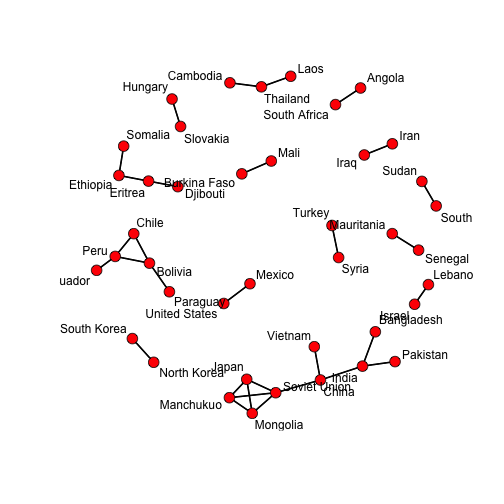 Laos
Cambodia
Angola
Hungary
Thailand
South Africa
Somalia
Slovakia
Iran
Mali
Iraq
Sudan
Ethiopia
Burkina Faso
Eritrea
Djibouti
Turkey
South
Chile
Mauritania
Peru
Senegal
Bolivia
Syria
Mexico
Lebano
uador
Paraguay
United States
Israel
Bangladesh
South Korea
Vietnam
Pakistan
Japan
North Korea
India
Soviet Union
China
Manchukuo
Mongolia